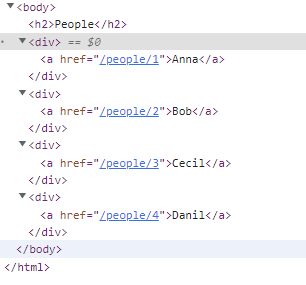 <body>
<h2>People</h2>
<div> == $0
<a href="/people/1">Anna</a>
</div>
<div>
<a href="/people/2">Bob</a>
</div>
<div>
<a href="/people/3">Cecil</a>
</div>
<div>
<a href="/people/4">Danil</a>
</div>
</body>
</html>